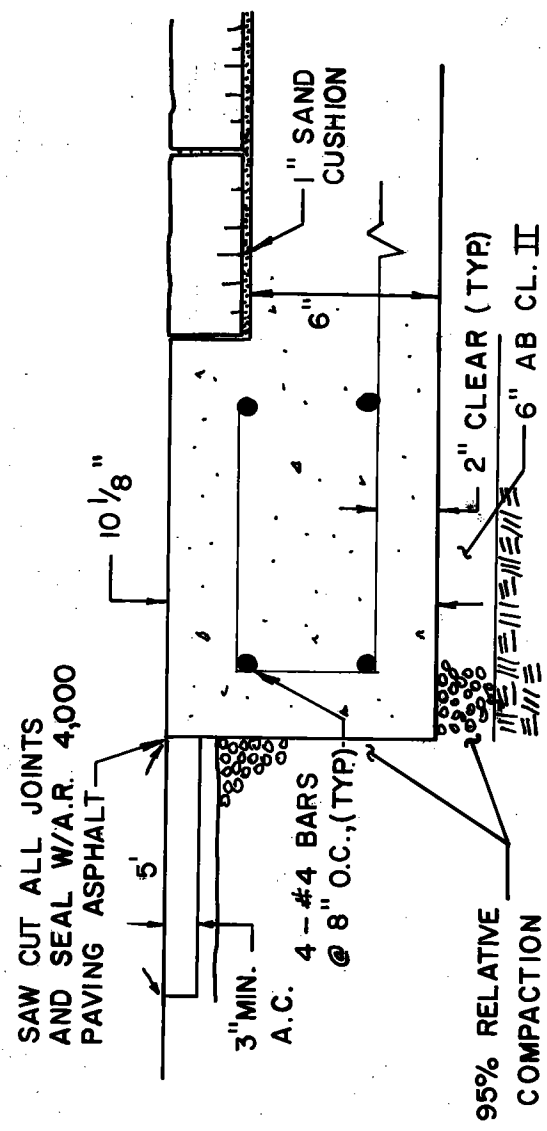 SAW CUT ALL JOINTS
AND SEAL W/A.R. 4,000
PAVING ASPHALT
5'
10 1/8"
3" MIN.
A.C.
4-#4 BARS
@ 8" O.C.,(TYP.)
6"
1" SAND
CUSHION
2" CLEAR (TYP.)
6" AB CL. II
95% RELATIVE
COMPACTION